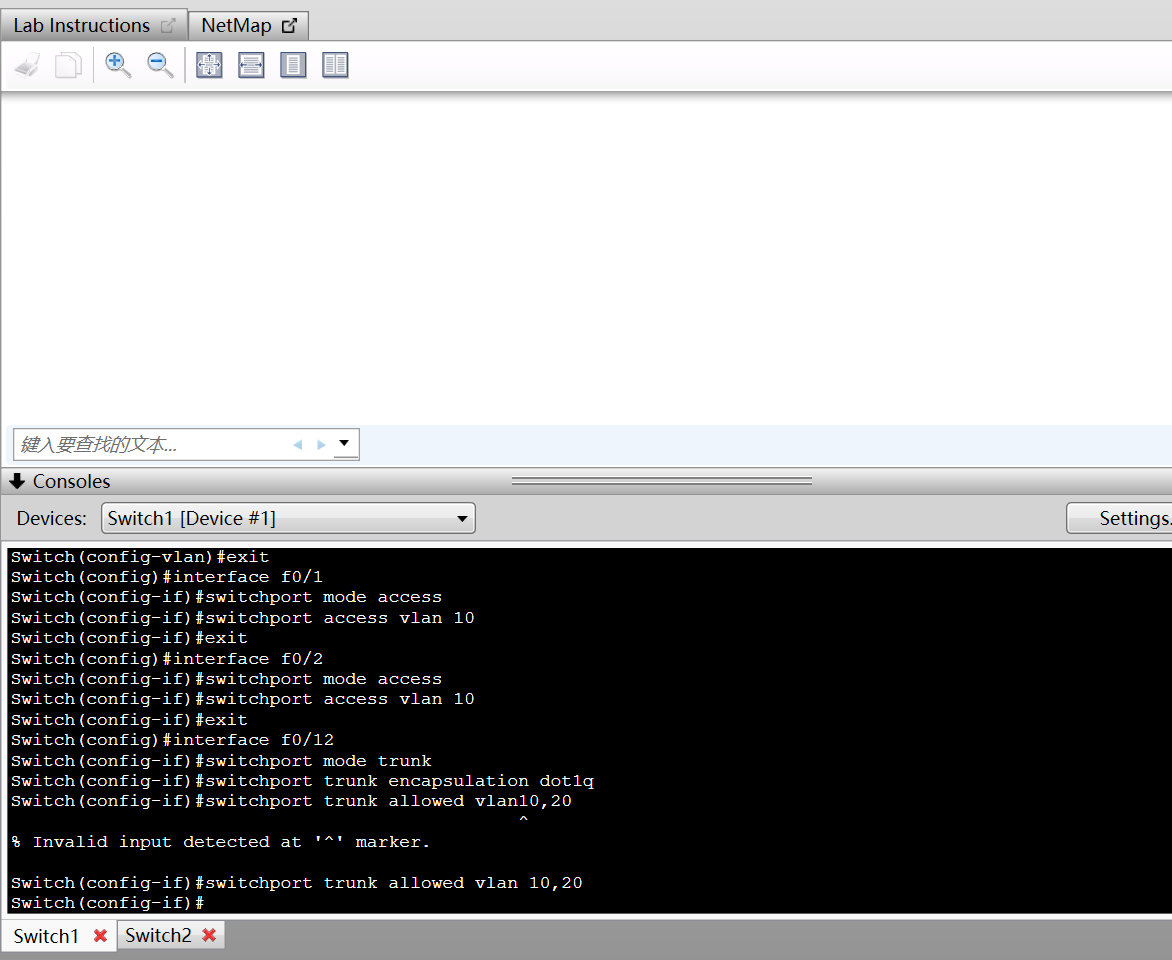 Lab Instructions NetMap
键入要查找的文本...
Consoles
Devices: Switch1 [Device #1] Settings.
Switch(config-vlan)#exit
Switch(config)#interface f0/1
Switch(config-if)#switchport mode access
Switch(config-if)#switchport access vlan 10
Switch(config-if)#exit
Switch(config)#interface f0/2
Switch(config-if)#switchport mode access
Switch(config-if)#switchport access vlan 10
Switch(config-if)#exit
Switch(config)#interface f0/12
Switch(config-if)#switchport mode trunk
Switch(config-if)#switchport trunk encapsulation dot1q
Switch(config-if)#switchport trunk allowed vlan10,20
^
% Invalid input detected at '^' marker.
Switch(config-if)#switchport trunk allowed vlan 10,20
Switch(config-if)#
Switch1 Switch2